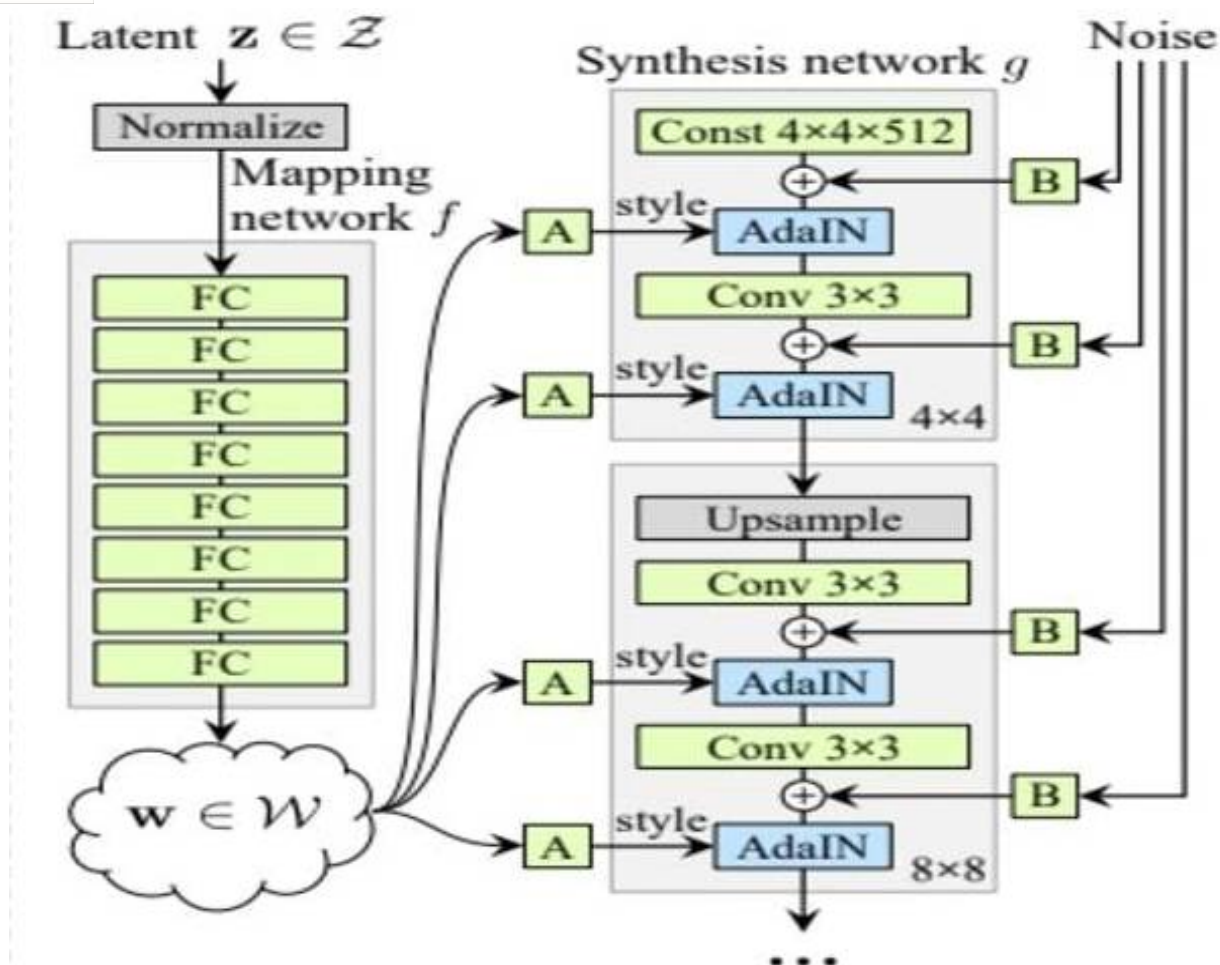 Latent z ∈ 𝒵
Normalize
Mapping
network f
FC
FC
FC
FC
FC
FC
FC
FC
w ∈ 𝒲
Synthesis network g
Noise
Const 4×4×512
B
A
style
AdaIN
Conv 3×3
B
A
style
AdaIN
4×4
Upsample
Conv 3×3
B
A
style
AdaIN
Conv 3×3
B
A
style
AdaIN
8×8
...